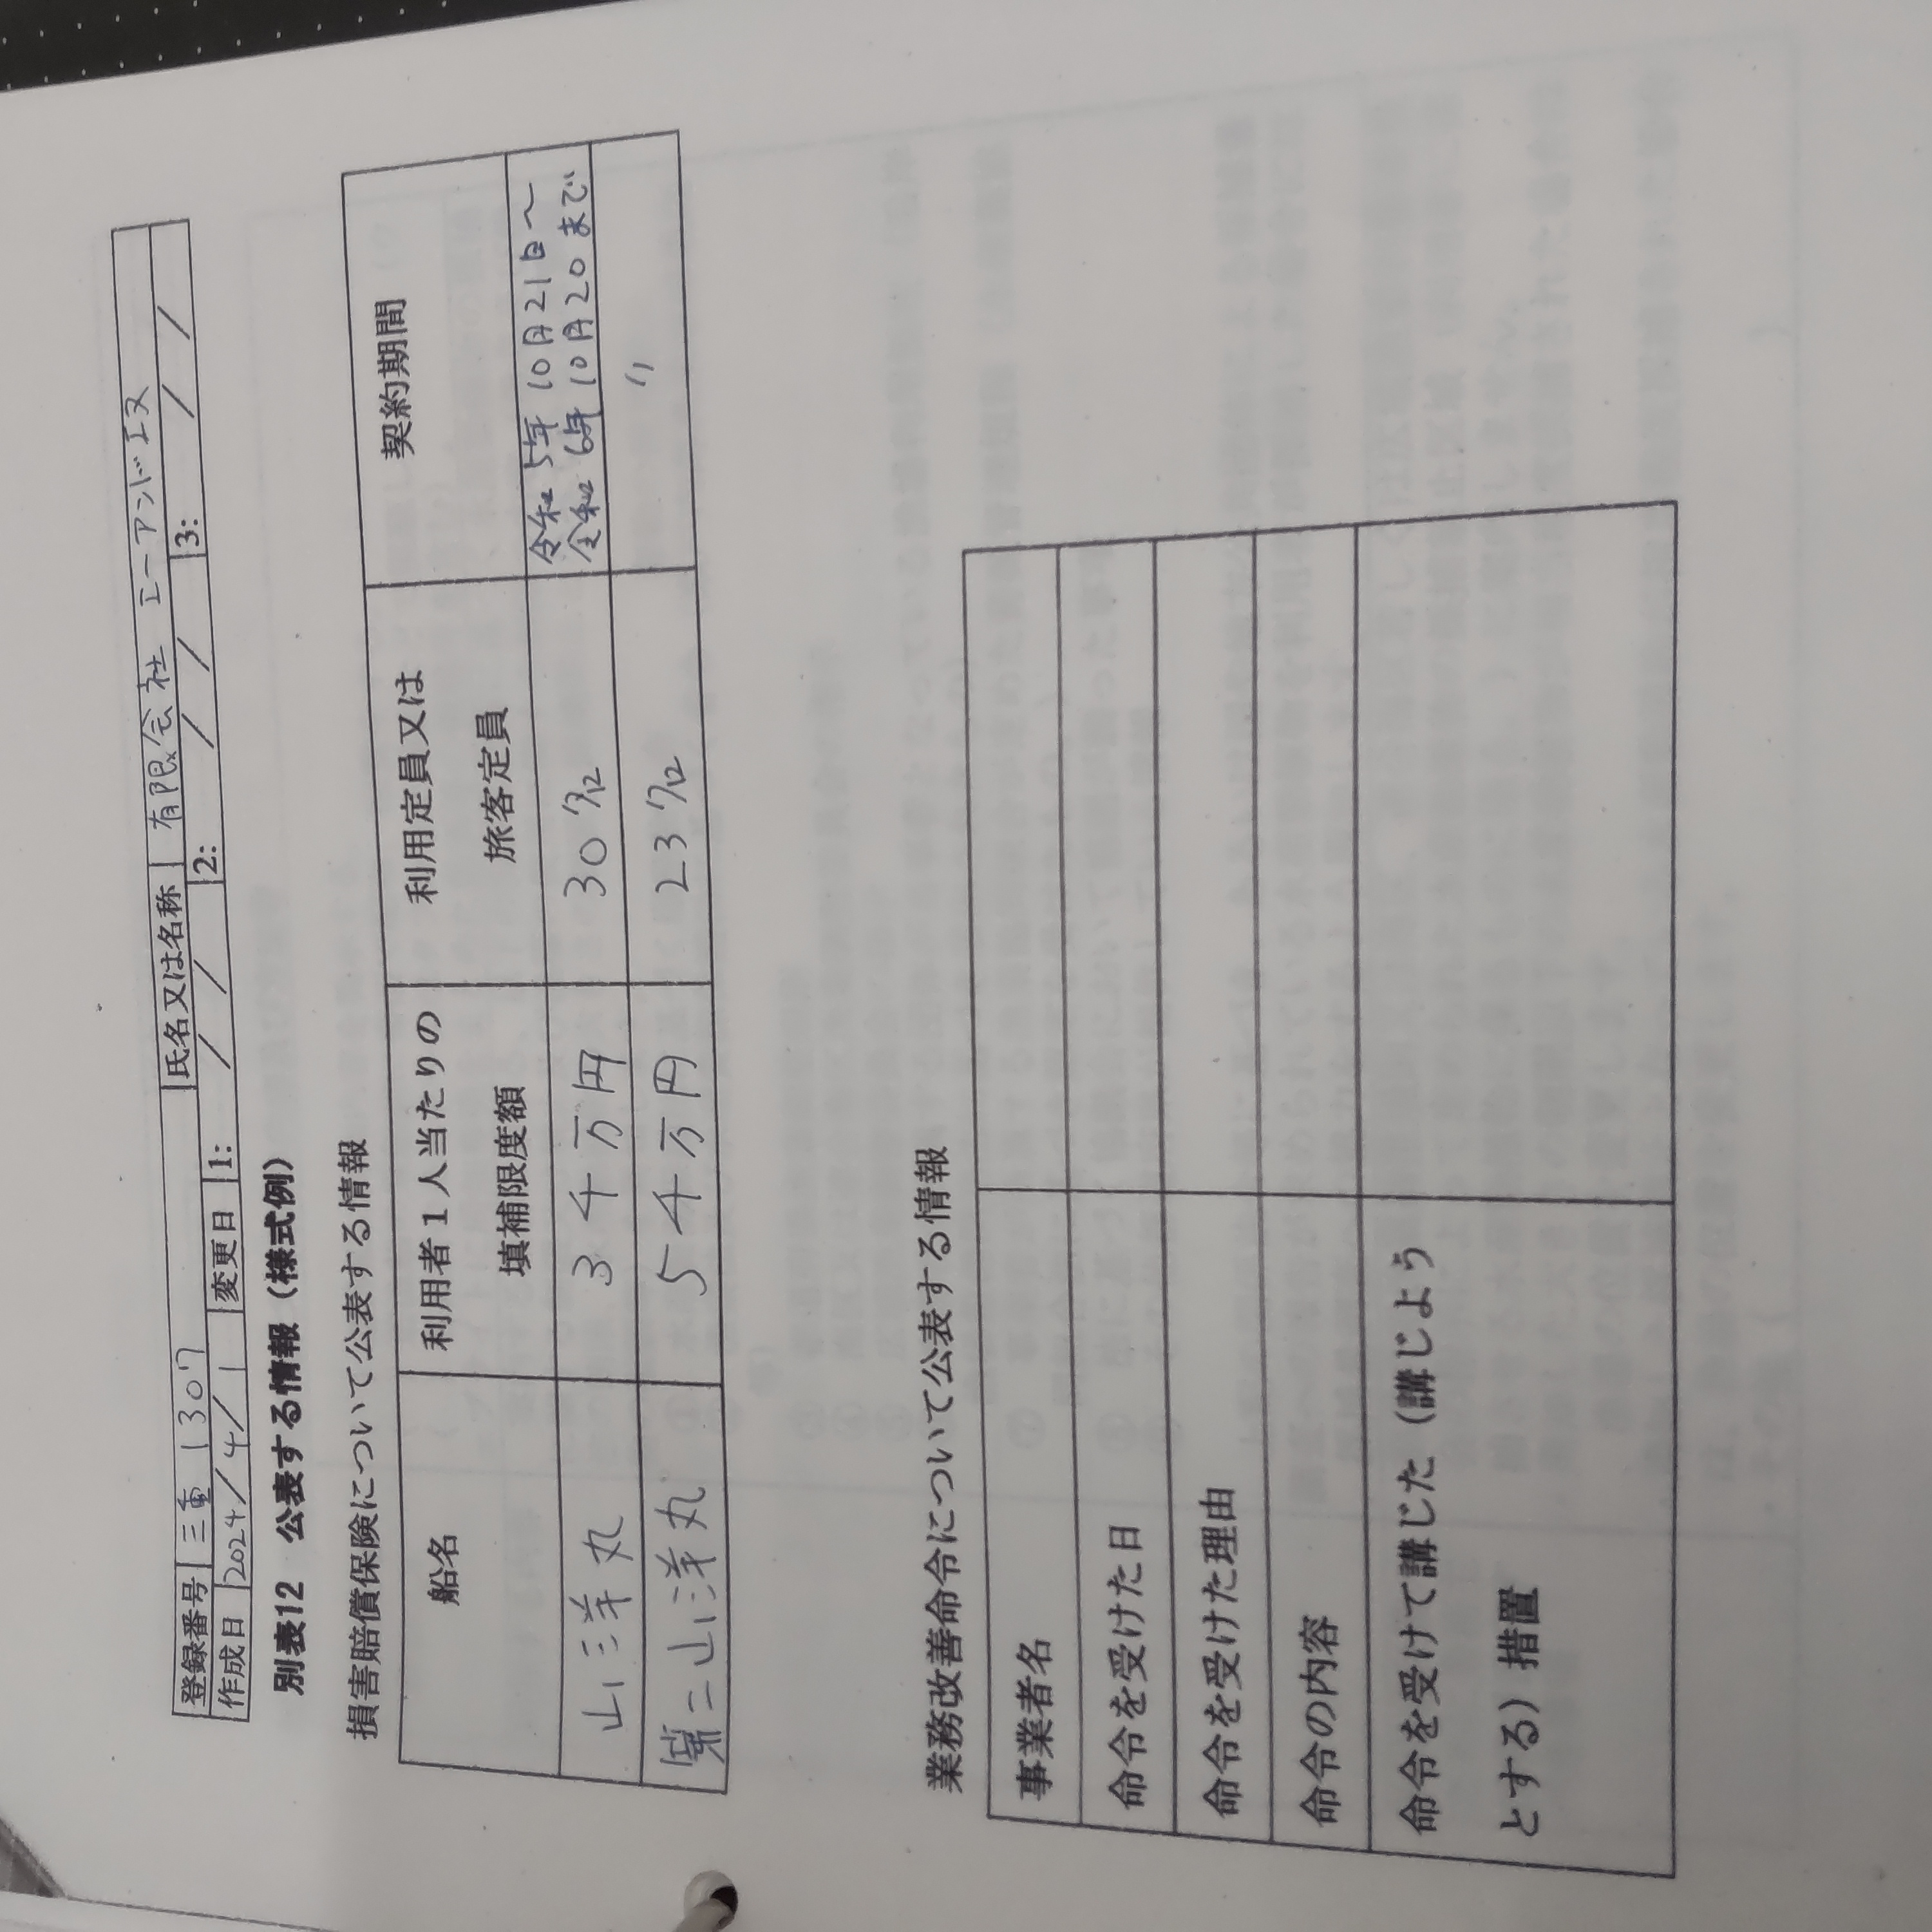 登録番号 三重 1307 氏名又は名称 有限会社 エーアンドエス
作成日 2024/4/1 変更日 1: / / 2: / / 3: / /
別表12 公表する情報（様式例）
損害賠償保険について公表する情報
船名 利用者１人当たりの填補限度額 利用定員又は旅客定員 契約期間
山洋丸 3千万円 30名 令和5年10月21日～
令和6年10月20まで
第二山洋丸 5千万円 23名 〃
業務改善命令について公表する情報
事業者名
命令を受けた日
命令を受けた理由
命令の内容
命令を受けて講じた（講じよう
とする）措置